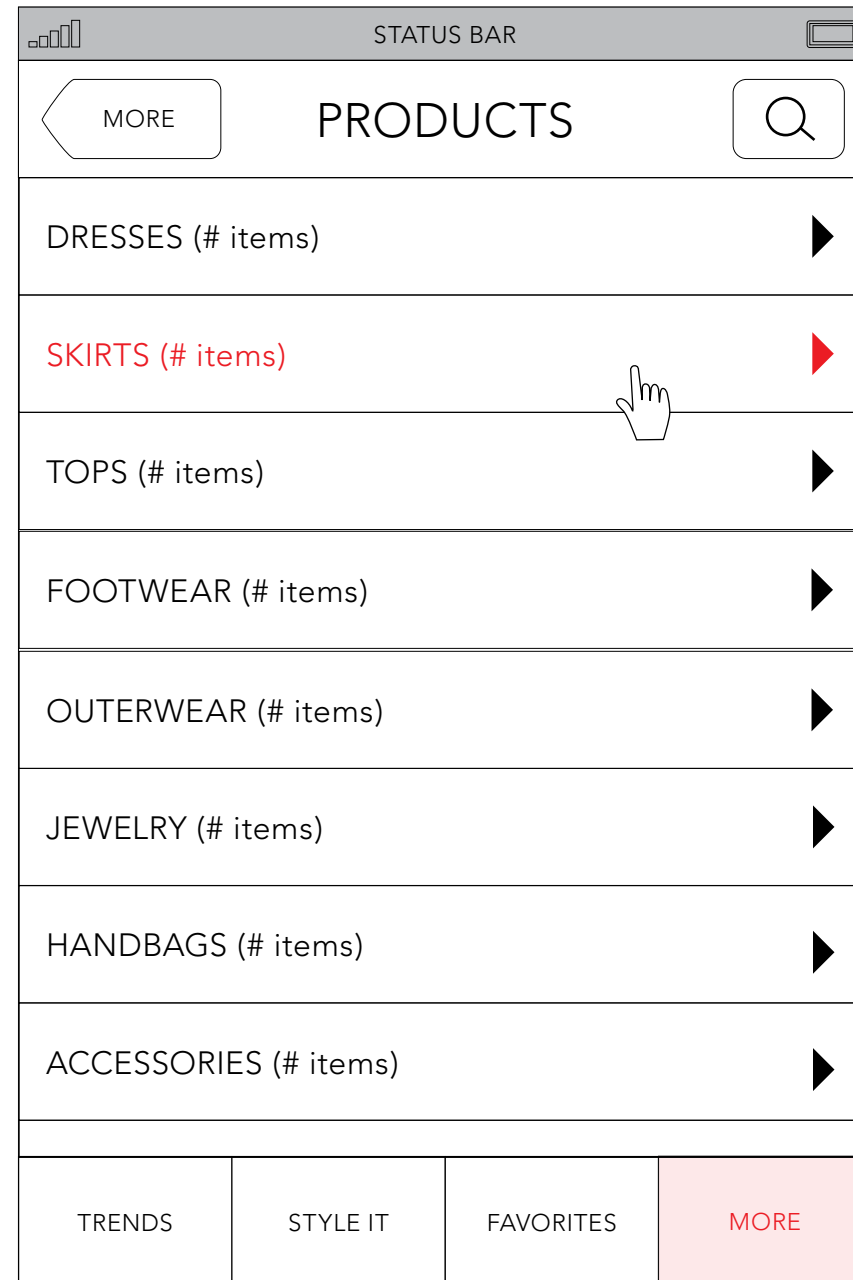 STATUS BAR
MORE
PRODUCTS
DRESSES (# items)
SKIRTS (# items)
TOPS (# items)
FOOTWEAR (# items)
OUTERWEAR (# items)
JEWELRY (# items)
HANDBAGS (# items)
ACCESSORIES (# items)
TRENDS
STYLE IT
FAVORITES
MORE